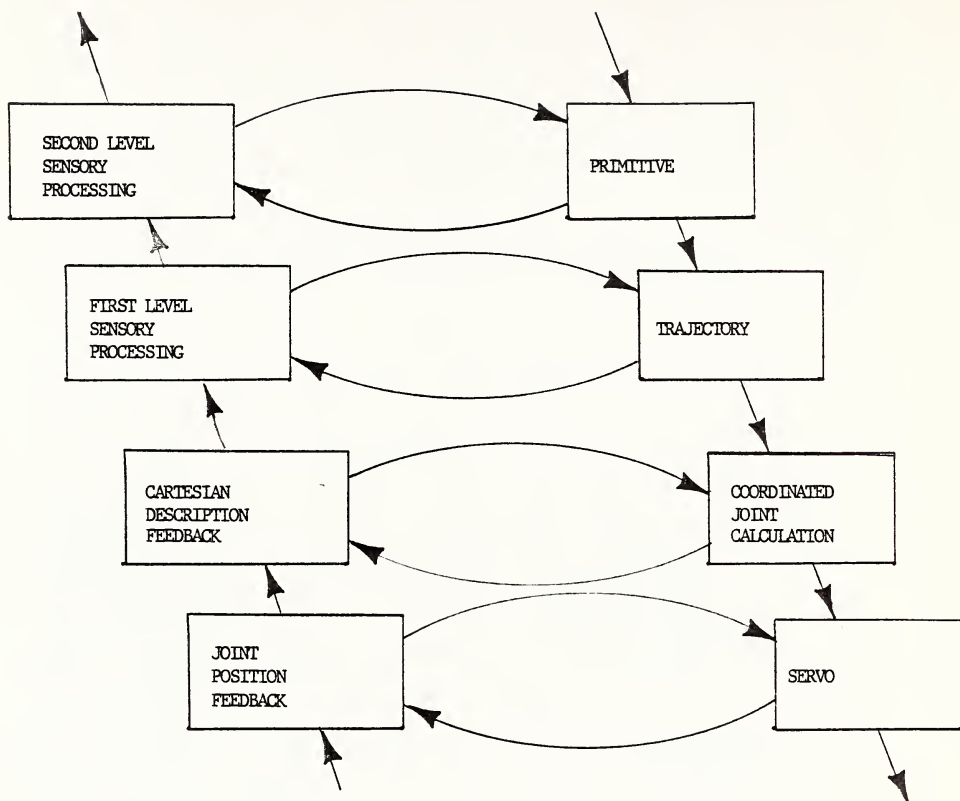 SECOND LEVEL
SENSORY
PROCESSING
PRIMITIVE
FIRST LEVEL
SENSORY
PROCESSING
TRAJECTORY
CARTESIAN
DESCRIPTION
FEEDBACK
COORDINATED
JOINT
CALCULATION
JOINT
POSITION
FEEDBACK
SERVO